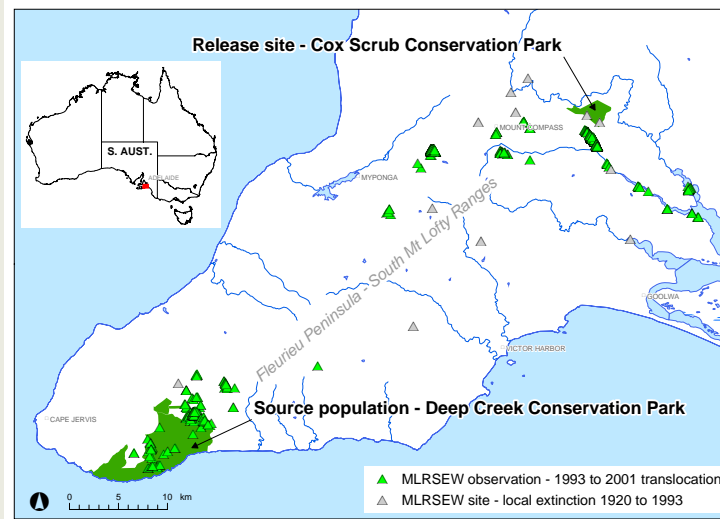 Release site - Cox Scrub Conservation Park
S. AUST.
ADELAIDE
MOUNT COMPASS
MYPONGA
Fleurieu Peninsula - South Mt Lofty Ranges
GOOLWA
VICTOR HARBOR
Source population - Deep Creek Conservation Park
CAPE JERVIS
MLRSEW observation - 1993 to 2001 translocation
MLRSEW site - local extinction 1920 to 1993
0 5 10 km